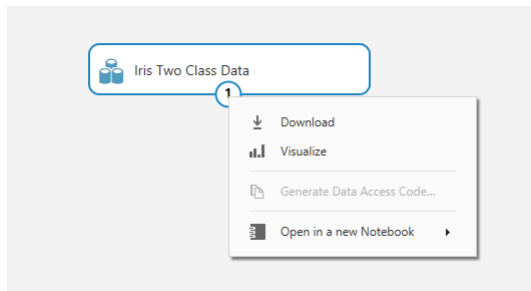 Iris Two Class Data
1
Download
Visualize
Generate Data Access Code...
Open in a new Notebook